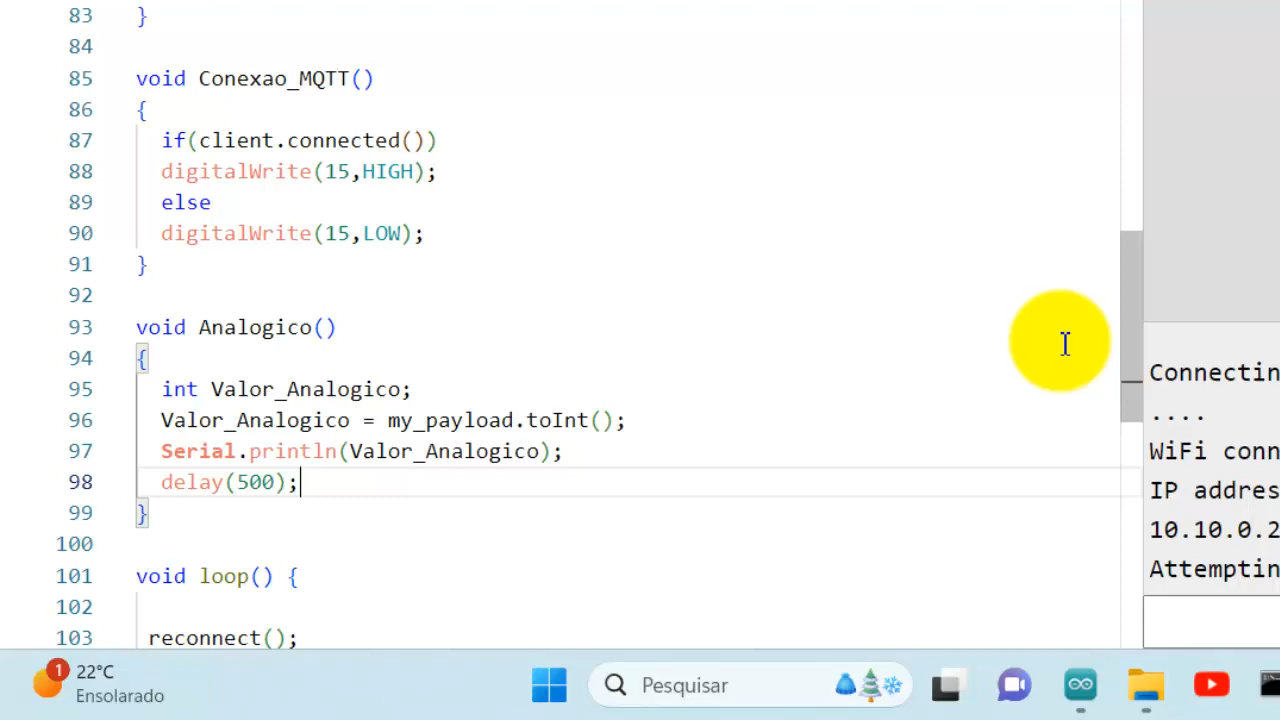 83 }
84
85 void Conexao_MQTT()
86 {
87 if(client.connected())
88 digitalWrite(15,HIGH);
89 else
90 digitalWrite(15,LOW);
91 }
92
93 void Analogico()
94 {
95 int Valor_Analogico;
96 Valor_Analogico = my_payload.toInt();
97 Serial.println(Valor_Analogico);
98 delay(500);
99 }
100
101 void loop() {
102
103 reconnect();
Connectin
....
WiFi conn
IP addres
10.10.0.2
Attemptin
1
22°C
Ensolarado
Pesquisar